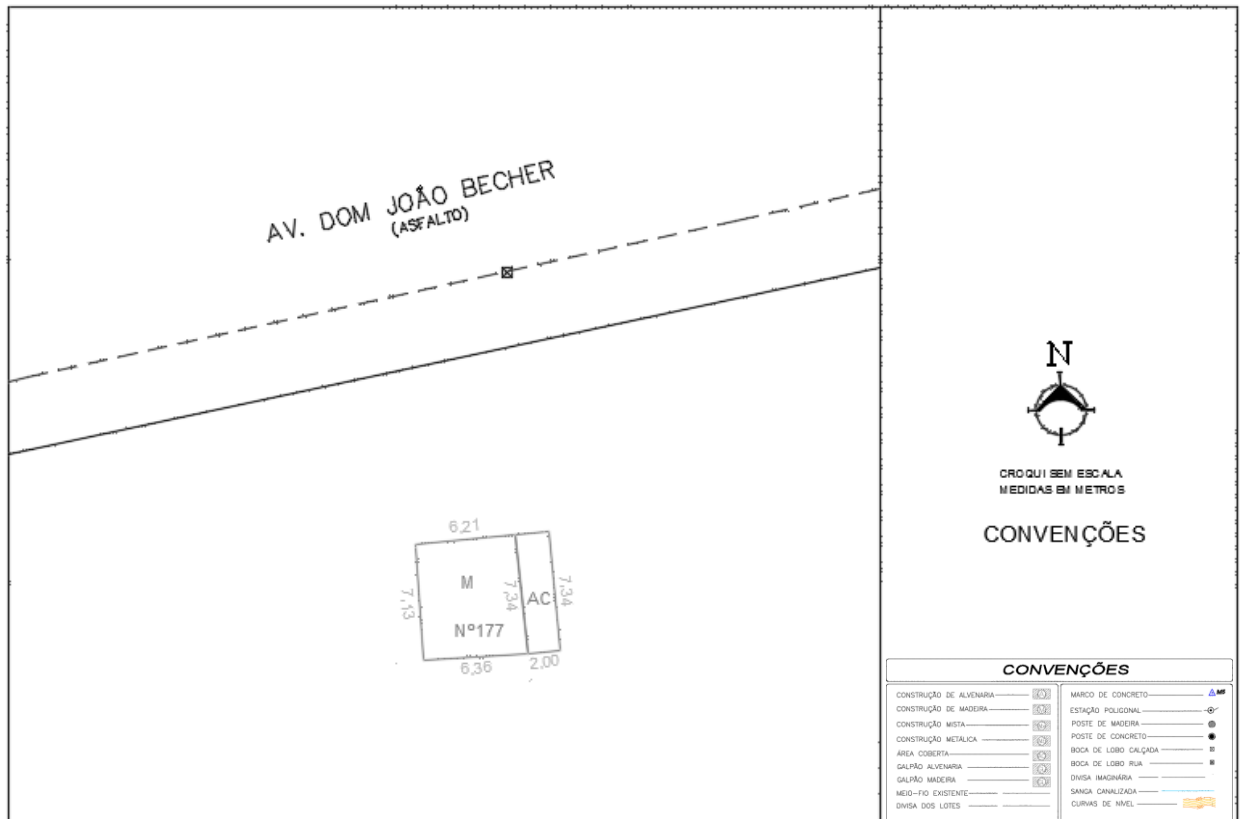 AV. DOM JOÃO BECHER
(ASFALTO)
6,21
M
7,13
7,34
AC
7,34
Nº177
6,36
2,00
N
CROQUI SEM ESCALA
MEDIDAS EM METROS
CONVENÇÕES
CONVENÇÕES
CONSTRUÇÃO DE ALVENARIA
CONSTRUÇÃO DE MADEIRA
CONSTRUÇÃO MISTA
CONSTRUÇÃO METÁLICA
ÁREA COBERTA
GALPÃO ALVENARIA
GALPÃO MADEIRA
MEIO-FIO EXISTENTE
DIVISA DOS LOTES
MARCO DE CONCRETO
ESTAÇÃO POLIGONAL
POSTE DE MADEIRA
POSTE DE CONCRETO
BOCA DE LOBO CALÇADA
BOCA DE LOBO RUA
DIVISA IMAGINÁRIA
SANGA CANALIZADA
CURVAS DE NÍVEL